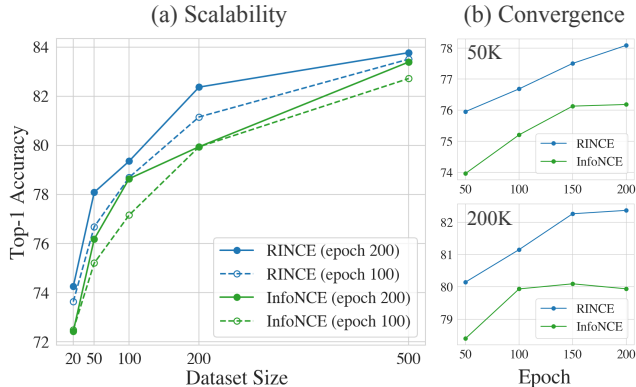 (a) Scalability
84
82
80
78
76
74
72
Top-1 Accuracy
20 50 100 200 500
Dataset Size
RINCE (epoch 200)
RINCE (epoch 100)
InfoNCE (epoch 200)
InfoNCE (epoch 100)
(b) Convergence
50K
78
77
76
75
74
RINCE
InfoNCE
50 100 150 200
200K
82
81
80
79
RINCE
InfoNCE
50 100 150 200
Epoch